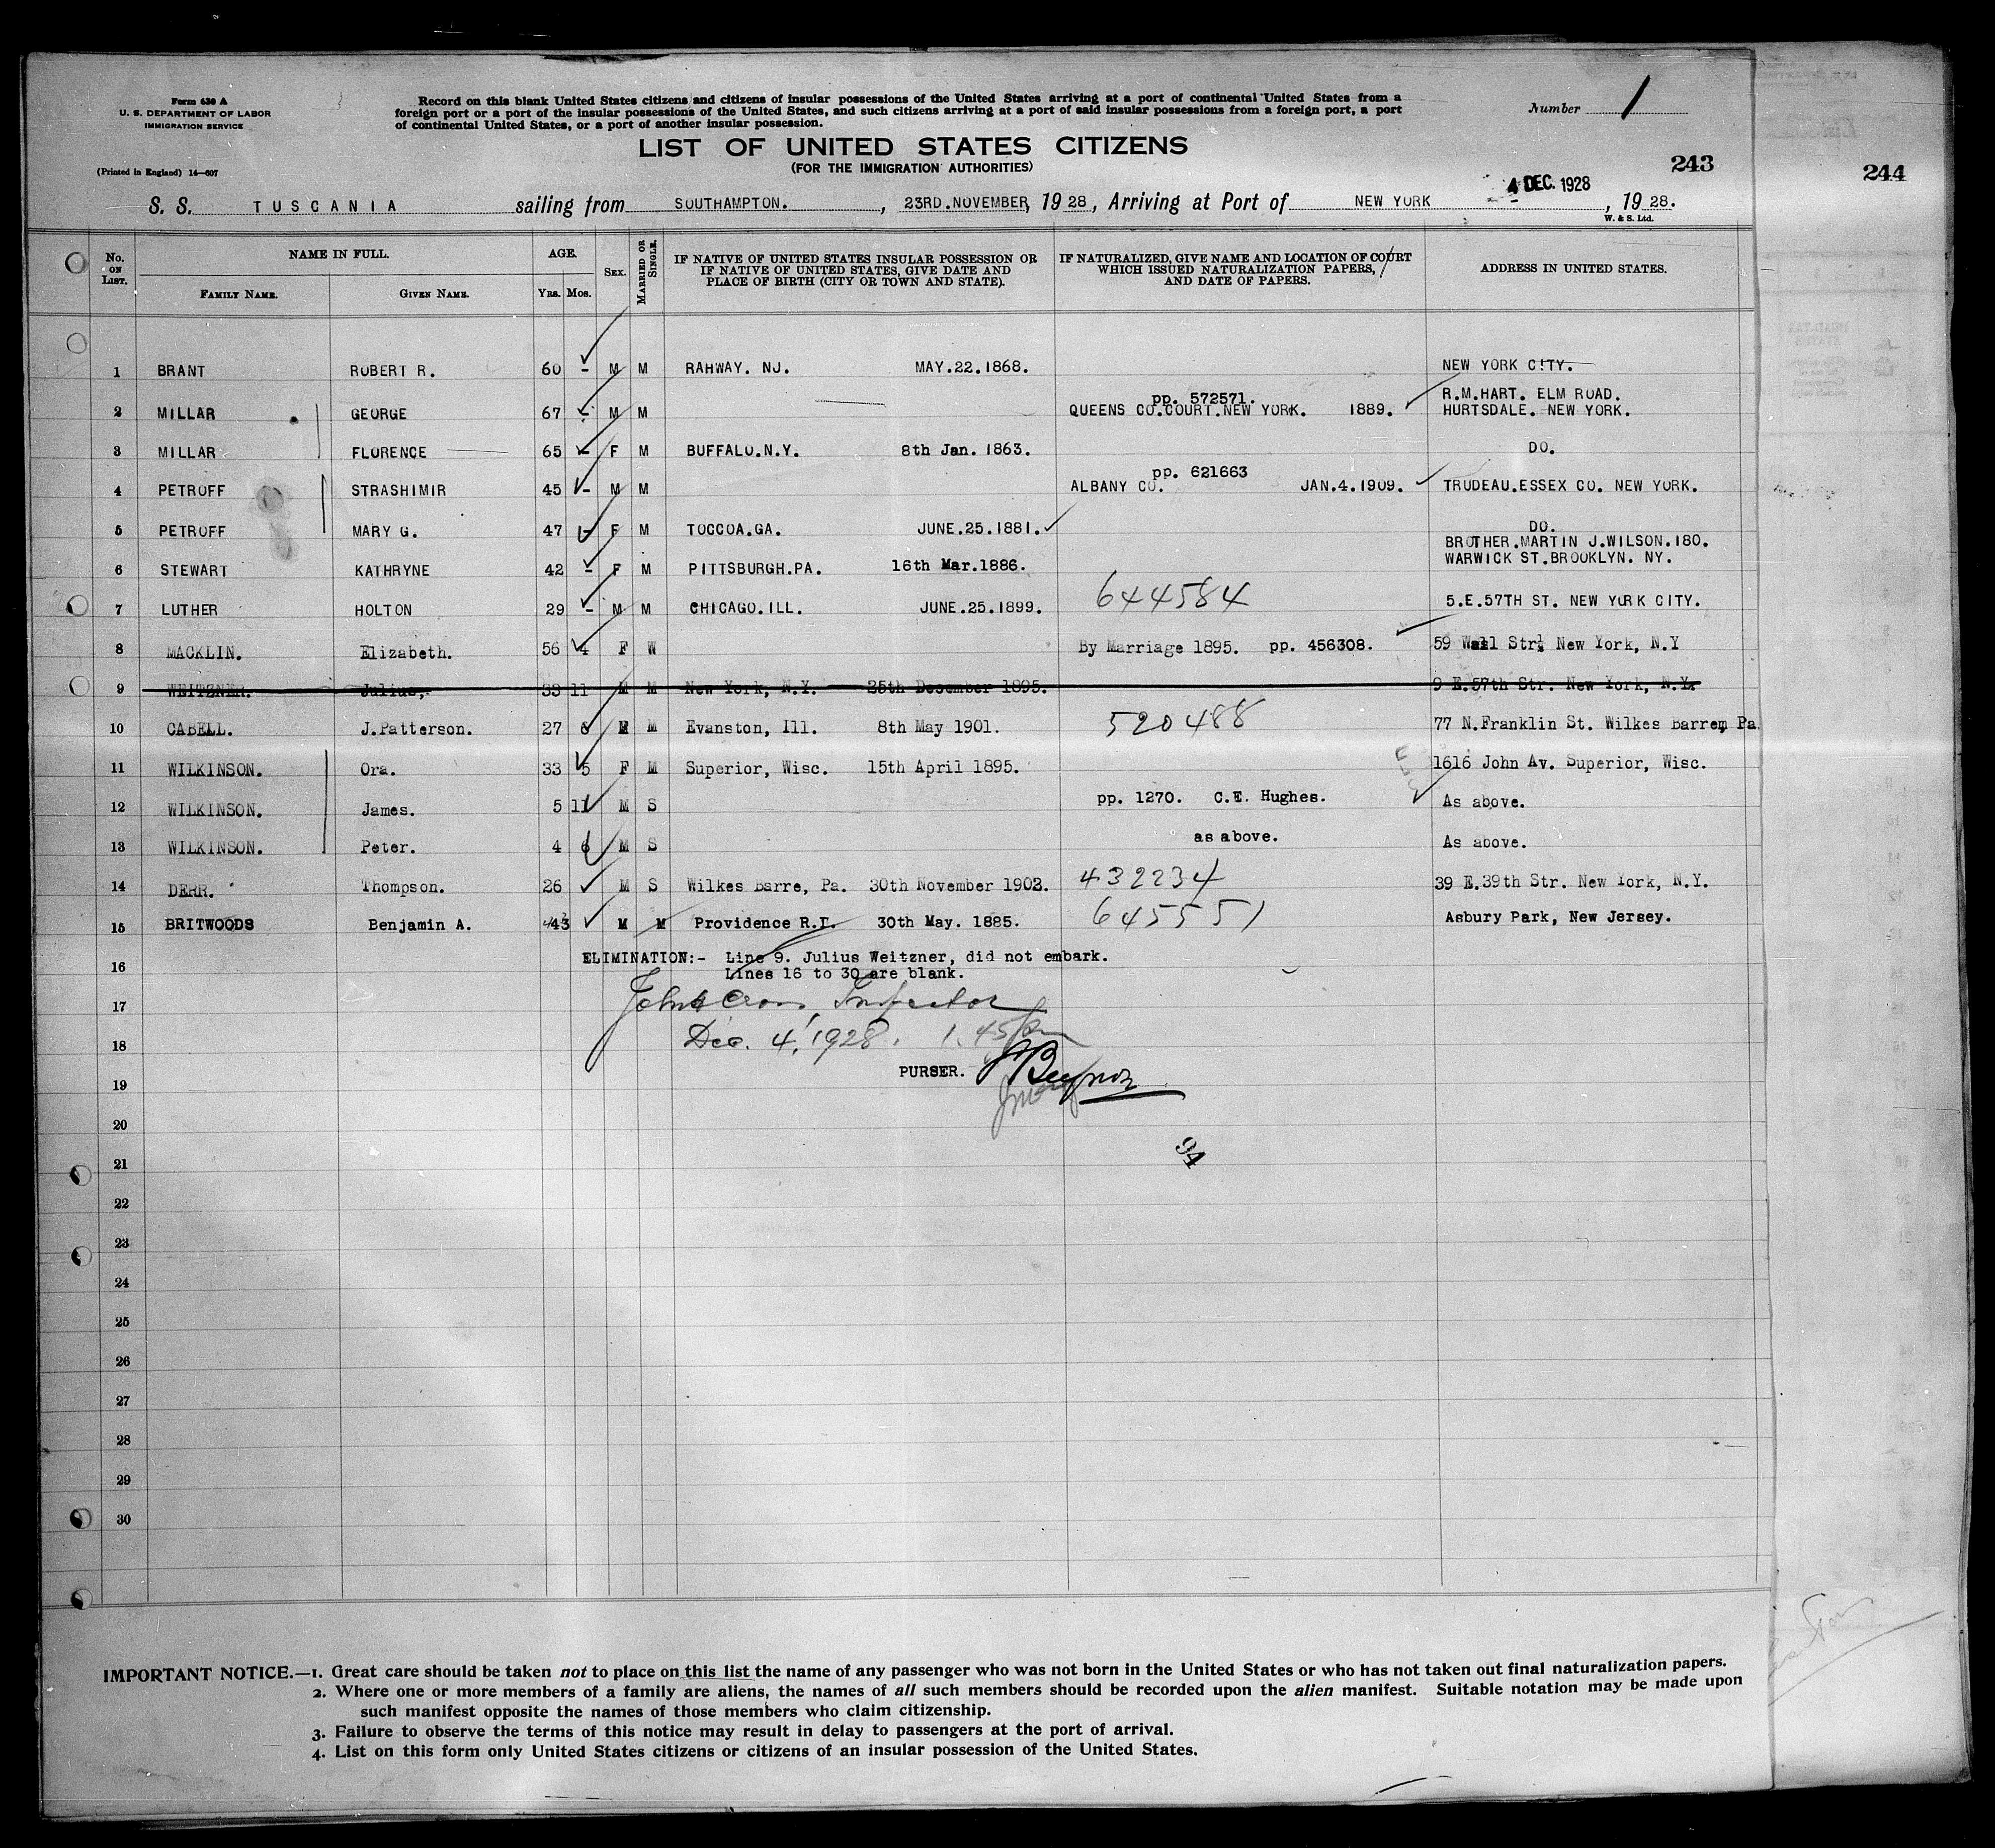 Form 630 A
U. S. DEPARTMENT OF LABOR
IMMIGRATION SERVICE
(Printed in England) 14—607
Record on this blank United States citizens and citizens of insular possessions of the United States arriving at a port of continental United States from a
foreign port or a port of the insular possessions of the United States, and such citizens arriving at a port of said insular possessions from a foreign port, a port
of continental United States, or a port of another insular possession.
Number 1
LIST OF UNITED STATES CITIZENS
(FOR THE IMMIGRATION AUTHORITIES)
243
244
4 DEC. 1928
S. S. TUSCANIA sailing from SOUTHAMPTON. , 23RD.NOVEMBER, 19 28, Arriving at Port of NEW YORK , 19 28.
W. & S. Ltd.
No. ON LIST. NAME IN FULL. AGE. SEX. MARRIED OR SINGLE. IF NATIVE OF UNITED STATES INSULAR POSSESSION OR IF NATIVE OF UNITED STATES, GIVE DATE AND PLACE OF BIRTH (CITY OR TOWN AND STATE). IF NATURALIZED, GIVE NAME AND LOCATION OF COURT WHICH ISSUED NATURALIZATION PAPERS, AND DATE OF PAPERS. ADDRESS IN UNITED STATES.
FAMILY NAME. GIVEN NAME. YRS. MOS.
1 BRANT ROBERT R. 60 - M M RAHWAY. NJ. MAY.22.1868. NEW YORK CITY.
2 MILLAR GEORGE 67 - M M pp. 572571. QUEENS CO.COURT.NEW YORK. 1889. R.M.HART. ELM ROAD. HURTSDALE. NEW YORK.
3 MILLAR FLORENCE 65 - F M BUFFALO.N.Y. 8th Jan. 1863. DO.
4 PETROFF STRASHIMIR 45 - M M pp. 621663 ALBANY CO. JAN.4.1909. TRUDEAU.ESSEX CO. NEW YORK.
5 PETROFF MARY G. 47 - F M TOCCOA.GA. JUNE.25.1881. DO.
6 STEWART KATHRYNE 42 - F M PITTSBURGH.PA. 16th Mar.1886. BROTHER.MARTIN J.WILSON.180. WARWICK ST.BROOKLYN. NY.
7 LUTHER HOLTON 29 - M M CHICAGO.ILL. JUNE.25.1899. 644584 5.E.57TH ST. NEW YORK CITY.
8 MACKLIN. Elizabeth. 56 4 F W By Marriage 1895. pp. 456308. 59 Wall Str. New York, N.Y
9 WEITZNER. Julius. 33 11 M M New York, N.Y. 25th December 1895. 9 E.57th Str. New York, N.Y.
10 CABELL. J.Patterson. 27 6 M M Evanston, Ill. 8th May 1901. 520488 77 N.Franklin St. Wilkes Barre, Pa
11 WILKINSON. Ora. 33 5 F M Superior, Wisc. 15th April 1895. 1616 John Av. Superior, Wisc.
12 WILKINSON. James. 5 11 M S pp. 1270. C.E. Hughes. As above.
13 WILKINSON. Peter. 4 6 M S as above. As above.
14 DERR. Thompson. 26 M S Wilkes Barre, Pa. 30th November 1902. 432234 39 E.39th Str. New York, N.Y.
15 BRITWOODS Benjamin A. 43 M M Providence R.I. 30th May. 1885. 645551 Asbury Park, New Jersey.
ELIMINATION:- Line 9. Julius Weitzner, did not embark.
16 Lines 16 to 30 are blank.
17 Inspector
18 Dec. 4, 1928. 1.45 pm
PURSER.
19
20
94
21
22
23
24
25
26
27
28
29
30
IMPORTANT NOTICE.—1. Great care should be taken not to place on this list the name of any passenger who was not born in the United States or who has not taken out final naturalization papers.
2. Where one or more members of a family are aliens, the names of all such members should be recorded upon the alien manifest. Suitable notation may be made upon
such manifest opposite the names of those members who claim citizenship.
3. Failure to observe the terms of this notice may result in delay to passengers at the port of arrival.
4. List on this form only United States citizens or citizens of an insular possession of the United States.